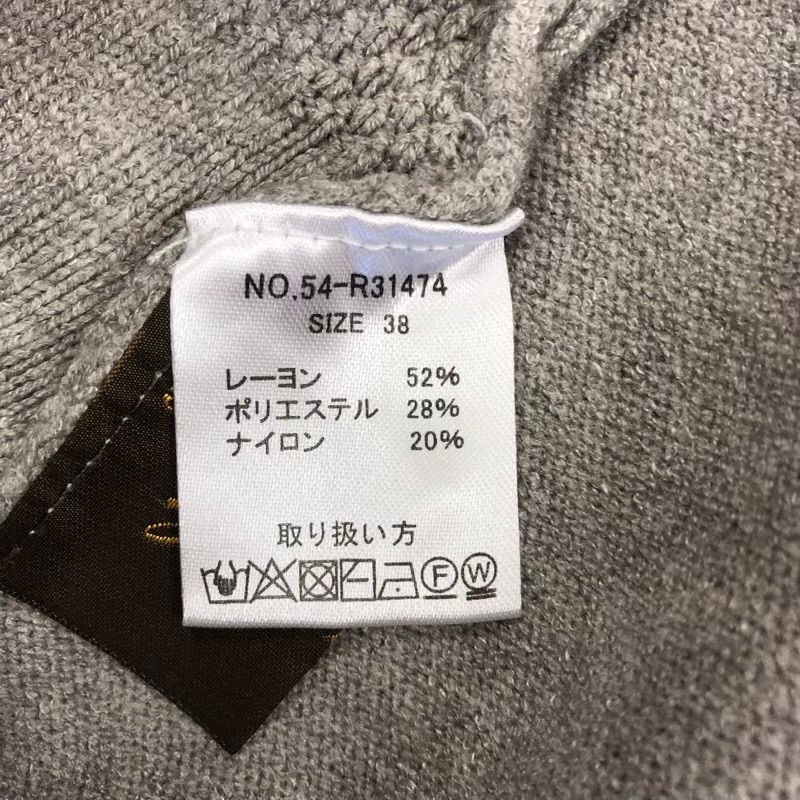 NO.54-R31474
SIZE 38
レーヨン 52%
ポリエステル 28%
ナイロン 20%
取り扱い方
F W